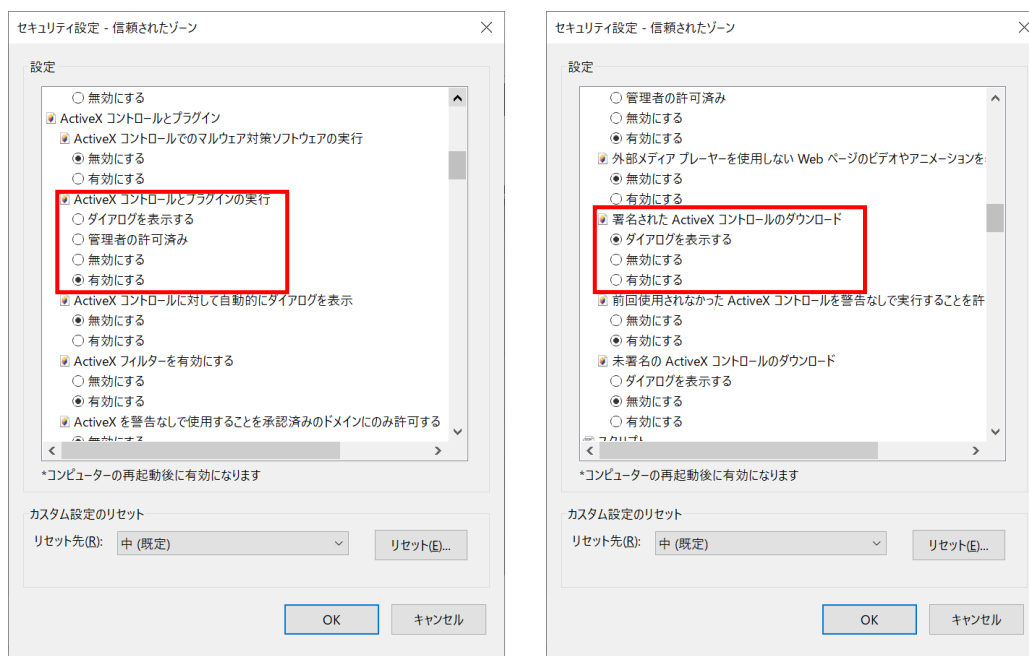 セキュリティ設定 - 信頼されたゾーン
設定
無効にする
ActiveX コントロールとプラグイン
ActiveX コントロールでのマルウェア対策ソフトウェアの実行
無効にする
有効にする
ActiveX コントロールとプラグインの実行
ダイアログを表示する
管理者の許可済み
無効にする
有効にする
ActiveX コントロールに対して自動的にダイアログを表示
無効にする
有効にする
ActiveX フィルターを有効にする
無効にする
有効にする
ActiveX を警告なしで使用することを承認済みのドメインにのみ許可する
無効にする
*コンピューターの再起動後に有効になります
カスタム設定のリセット
リセット先(R): 中 (既定) リセット(E)...
OK キャンセル
セキュリティ設定 - 信頼されたゾーン
設定
管理者の許可済み
無効にする
有効にする
外部メディア プレーヤーを使用しない Web ページのビデオやアニメーションを
無効にする
有効にする
署名された ActiveX コントロールのダウンロード
ダイアログを表示する
無効にする
有効にする
前回使用されなかった ActiveX コントロールを警告なしで実行することを許
無効にする
有効にする
未署名の ActiveX コントロールのダウンロード
ダイアログを表示する
無効にする
有効にする
スクリプト
*コンピューターの再起動後に有効になります
カスタム設定のリセット
リセット先(R): 中 (既定) リセット(E)...
OK キャンセル